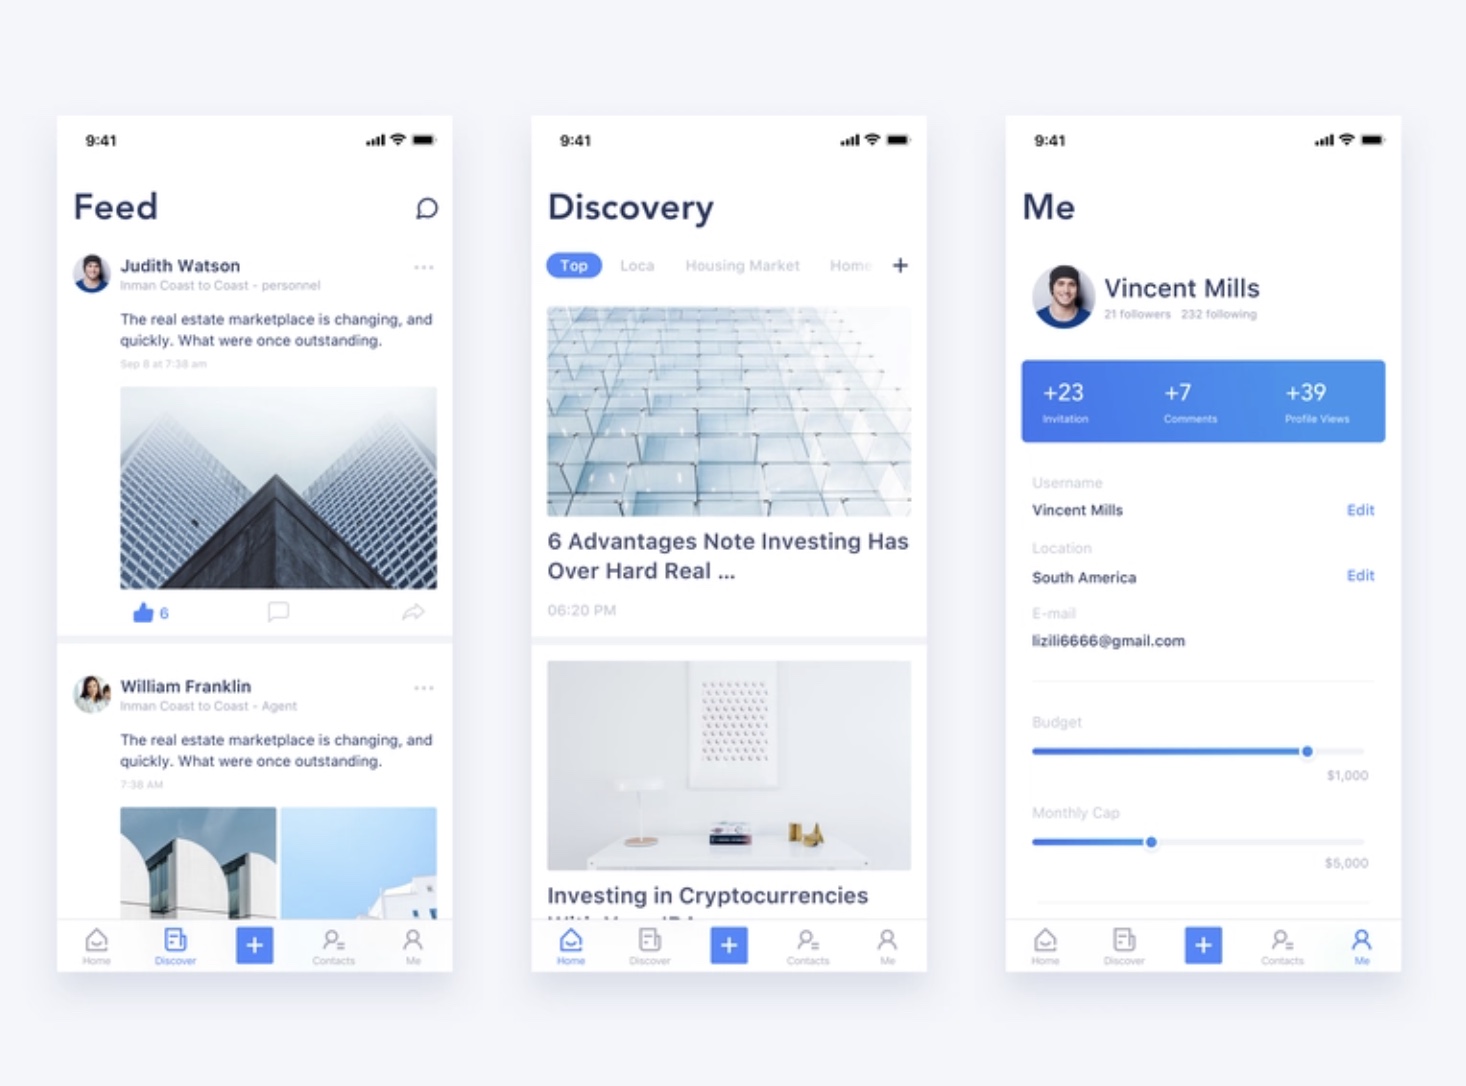 9:41
Feed
Judith Watson
Inman Coast to Coast - personnel
The real estate marketplace is changing, and
quickly. What were once outstanding.
Sep 8 at 7:38 am
6
William Franklin
Inman Coast to Coast - Agent
The real estate marketplace is changing, and
quickly. What were once outstanding.
7:38 AM
Home
Discover
Contacts
Me
9:41
Discovery
Top
Loca
Housing Market
Home
6 Advantages Note Investing Has
Over Hard Real ...
06:20 PM
Investing in Cryptocurrencies
Home
Discover
Contacts
Me
9:41
Me
Vincent Mills
21 followers 232 following
+23
Invitation
+7
Comments
+39
Profile Views
Username
Vincent Mills
Edit
Location
South America
Edit
E-mail
lizili6666@gmail.com
Budget
$1,000
Monthly Cap
$5,000
Home
Discover
Contacts
Me